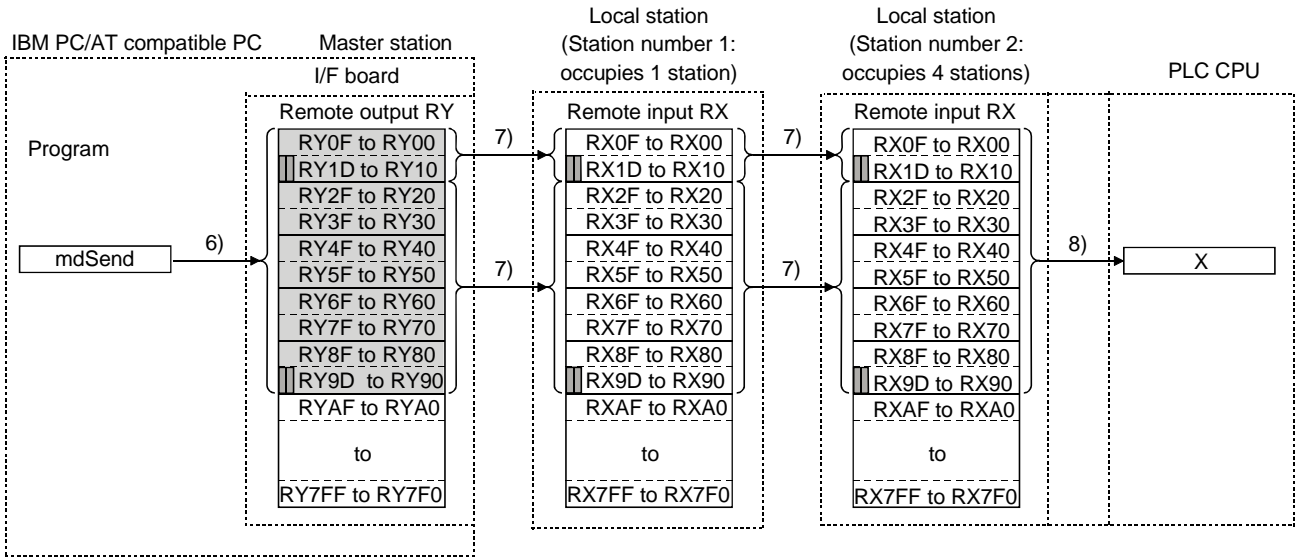 IBM PC/AT compatible PC
Master station
Local station
(Station number 1:
occupies 1 station)
Local station
(Station number 2:
occupies 4 stations)
PLC CPU
I/F board
Program
mdSend
6)
Remote output RY
RY0F to RY00
RY1D to RY10
RY2F to RY20
RY3F to RY30
RY4F to RY40
RY5F to RY50
RY6F to RY60
RY7F to RY70
RY8F to RY80
RY9D to RY90
RYAF to RYA0
to
RY7FF to RY7F0
7)
7)
Remote input RX
RX0F to RX00
RX1D to RX10
RX2F to RX20
RX3F to RX30
RX4F to RX40
RX5F to RX50
RX6F to RX60
RX7F to RX70
RX8F to RX80
RX9D to RX90
RXAF to RXA0
to
RX7FF to RX7F0
7)
7)
Remote input RX
RX0F to RX00
RX1D to RX10
RX2F to RX20
RX3F to RX30
RX4F to RX40
RX5F to RX50
RX6F to RX60
RX7F to RX70
RX8F to RX80
RX9D to RX90
RXAF to RXA0
to
RX7FF to RX7F0
8)
X